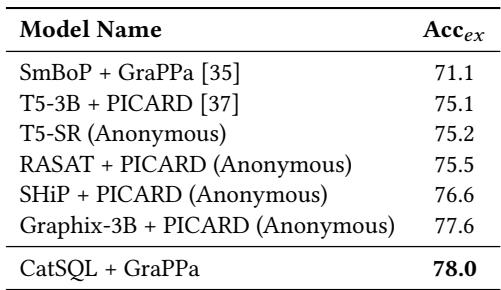 Model Name Acc_ex
SmBoP + GraPPa [35] 71.1
T5-3B + PICARD [37] 75.1
T5-SR (Anonymous) 75.2
RASAT + PICARD (Anonymous) 75.5
SHiP + PICARD (Anonymous) 76.6
Graphix-3B + PICARD (Anonymous) 77.6
CatSQL + GraPPa 78.0